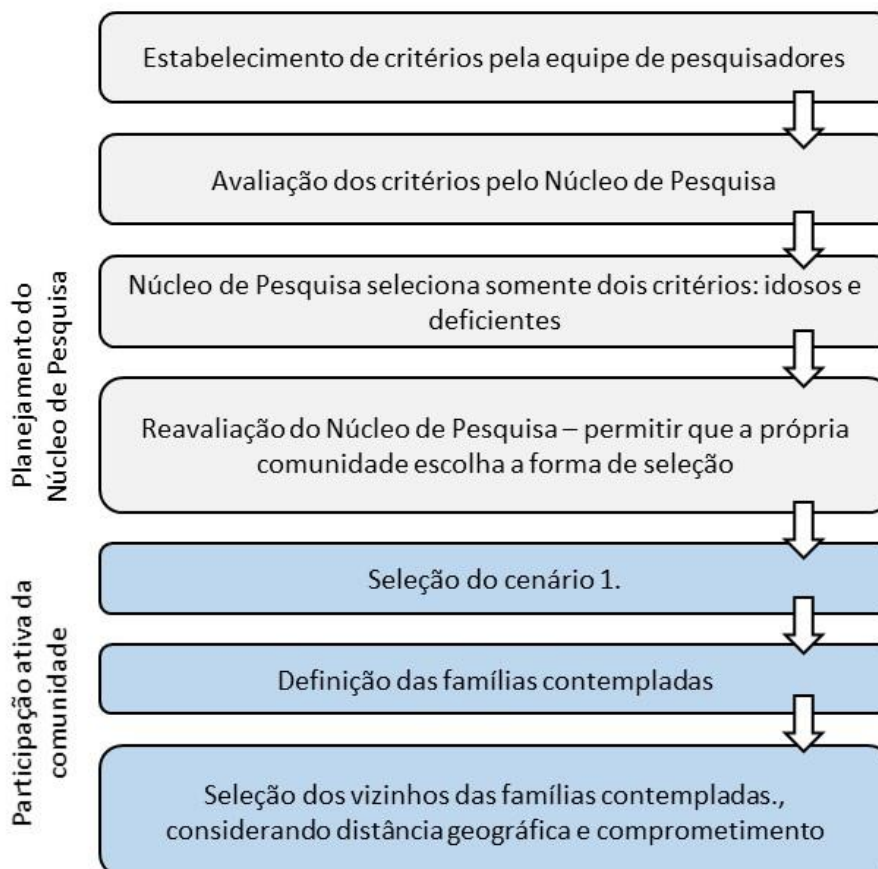 Estabelecimento de critérios pela equipe de pesquisadores
Avaliação dos critérios pelo Núcleo de Pesquisa
Núcleo de Pesquisa seleciona somente dois critérios: idosos e
deficientes
Reavaliação do Núcleo de Pesquisa – permitir que a própria
comunidade escolha a forma de seleção
Planejamento do
Núcleo de Pesquisa
Seleção do cenário 1.
Definição das famílias contempladas
Seleção dos vizinhos das famílias contempladas.,
considerando distância geográfica e comprometimento
Participação ativa da
comunidade